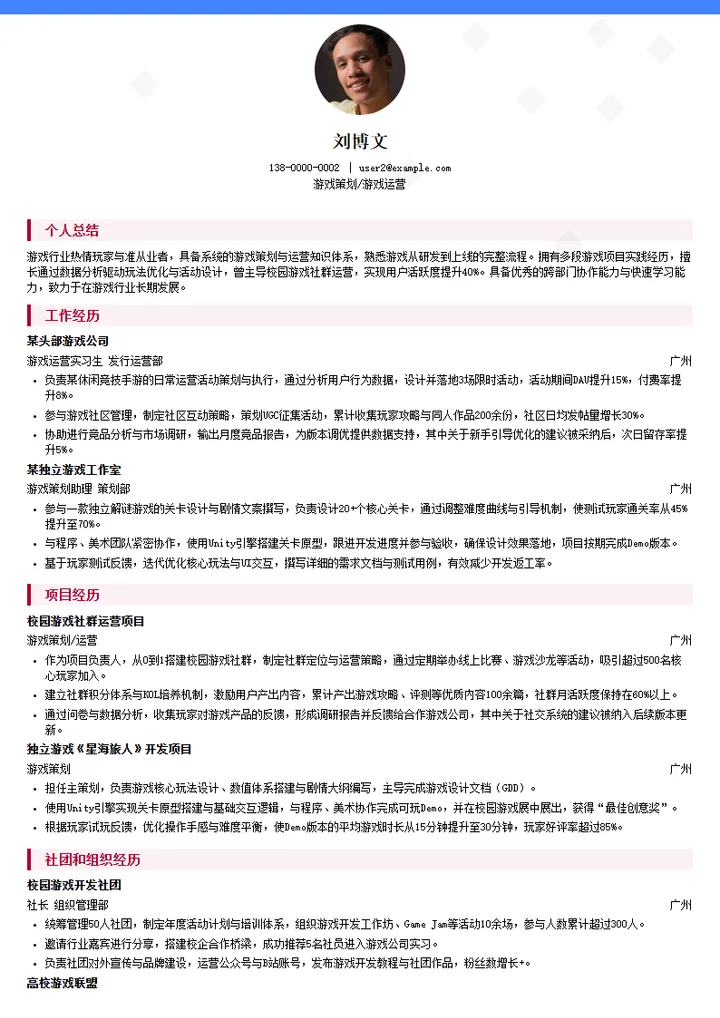 刘博文
138-0000-0002 | user2@example.com
游戏策划/游戏运营
个人总结
游戏行业热情玩家与准从业者，具备系统的游戏策划与运营知识体系，熟悉游戏从研发到上线的完整流程。拥有多段游戏项目实践经历，擅
长通过数据分析驱动玩法优化与活动设计，曾主导校园游戏社群运营，实现用户活跃度提升40%。具备优秀的跨部门协作能力与快速学习能
力，致力于在游戏行业长期发展。
工作经历
某头部游戏公司
游戏运营实习生 发行运营部 广州
• 负责某休闲竞技手游的日常运营活动策划与执行，通过分析用户行为数据，设计并落地3场限时活动，活动期间DAU提升15%，付费率提
升8%。
• 参与游戏社区管理，制定社区互动策略，策划UGC征集活动，累计收集玩家攻略与同人作品200余份，社区日均发帖量增长30%。
• 协助进行竞品分析与市场调研，输出月度竞品报告，为版本调优提供数据支持，其中关于新手引导优化的建议被采纳后，次日留存率提
升5%。
某独立游戏工作室
游戏策划助理 策划部 广州
• 参与一款独立解谜游戏的关卡设计与剧情文案撰写，负责设计20+个核心关卡，通过调整难度曲线与引导机制，使测试玩家通关率从45%
提升至70%。
• 与程序、美术团队紧密协作，使用Unity引擎搭建关卡原型，跟进开发进度并参与验收，确保设计效果落地，项目按期完成Demo版本。
• 基于玩家测试反馈，迭代优化核心玩法与UI交互，撰写详细的需求文档与测试用例，有效减少开发返工率。
项目经历
校园游戏社群运营项目
游戏策划/运营 广州
• 作为项目负责人，从0到1搭建校园游戏社群，制定社群定位与运营策略，通过定期举办线上比赛、游戏沙龙等活动，吸引超过500名核
心玩家加入。
• 建立社群积分体系与KOL培养机制，激励用户产出内容，累计产出游戏攻略、评测等优质内容100余篇，社群月活跃度保持在60%以上。
• 通过问卷与数据分析，收集玩家对游戏产品的反馈，形成调研报告并反馈给合作游戏公司，其中关于社交系统的建议被纳入后续版本更
新。
独立游戏《星海旅人》开发项目
游戏策划 广州
• 担任主策划，负责游戏核心玩法设计、数值体系搭建与剧情大纲编写，主导完成游戏设计文档（GDD）。
• 使用Unity引擎实现关卡原型搭建与基础交互逻辑，与程序、美术协作完成可玩Demo，并在校园游戏展中展出，获得“最佳创意奖”。
• 根据玩家试玩反馈，优化操作手感与难度平衡，使Demo版本的平均游戏时长从15分钟提升至30分钟，玩家好评率超过85%。
社团和组织经历
校园游戏开发社团
社长 组织管理部 广州
• 统筹管理50人社团，制定年度活动计划与培训体系，组织游戏开发工作坊、Game Jam等活动10余场，参与人数累计超过300人。
• 邀请行业嘉宾进行分享，搭建校企合作桥梁，成功推荐5名社员进入游戏公司实习。
• 负责社团对外宣传与品牌建设，运营公众号与B站账号，发布游戏开发教程与社团作品，粉丝数增长+。
高校游戏联盟